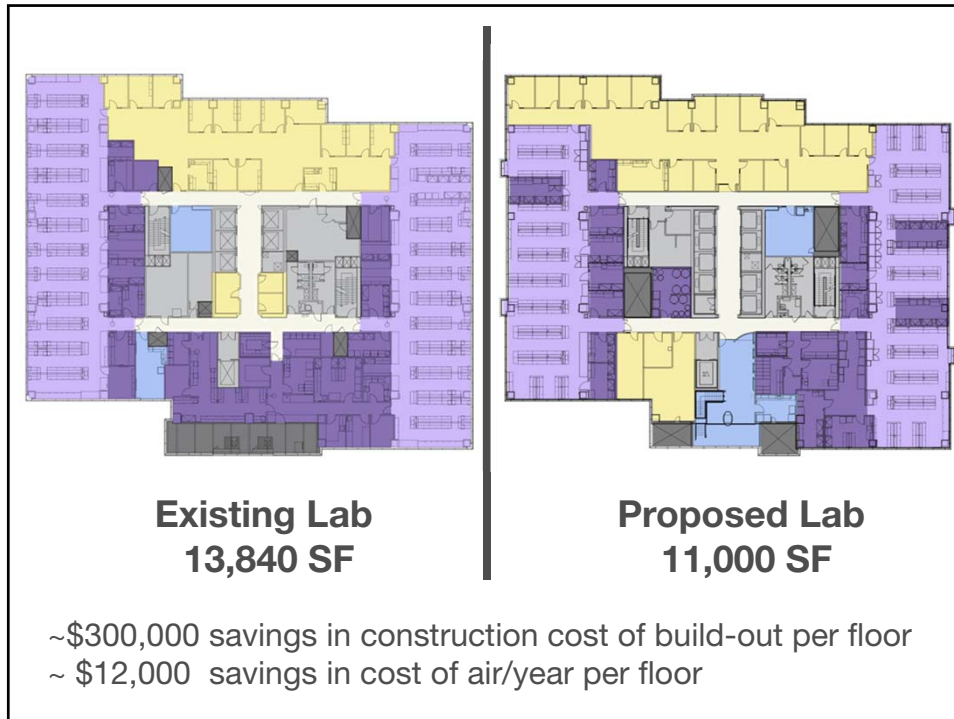 Existing Lab
13,840 SF
Proposed Lab
11,000 SF
~$300,000 savings in construction cost of build-out per floor
~ $12,000  savings in cost of air/year per floor